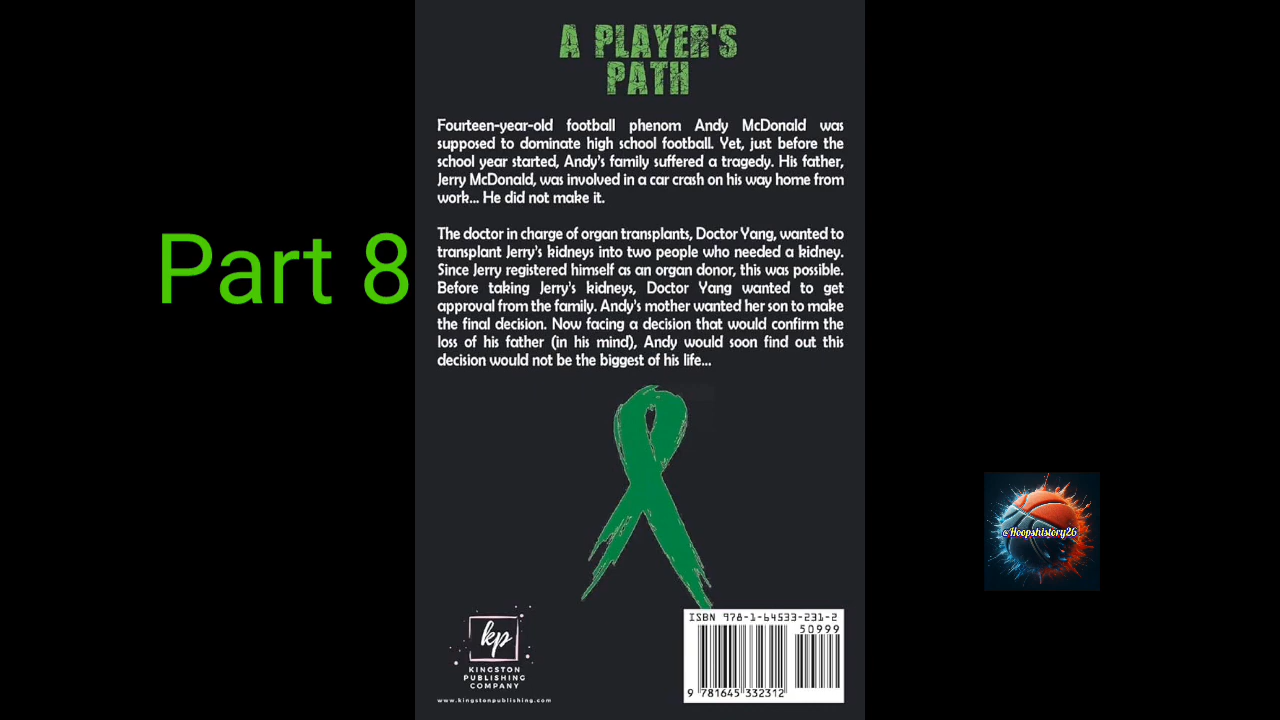 A PLAYER'S
PATH
Fourteen-year-old football phenom Andy McDonald was
supposed to dominate high school football. Yet, just before the
school year started, Andy's family suffered a tragedy. His father,
Jerry McDonald, was involved in a car crash on his way home from
work... He did not make it.
The doctor in charge of organ transplants, Doctor Yang, wanted to
transplant Jerry's kidneys into two people who needed a kidney.
Since Jerry registered himself as an organ donor, this was possible.
Before taking Jerry's kidneys, Doctor Yang wanted to get
approval from the family. Andy's mother wanted her son to make
the final decision. Now facing a decision that would confirm the
loss of his father (in his mind), Andy would soon find out this
decision would not be the biggest of his life...
Part 8
@Hoopshistory26
kp
KINGSTON
PUBLISHING
COMPANY
www.kingstonpublishing.com
ISBN 978-1-64533-231-2
50999
9 781645 332312